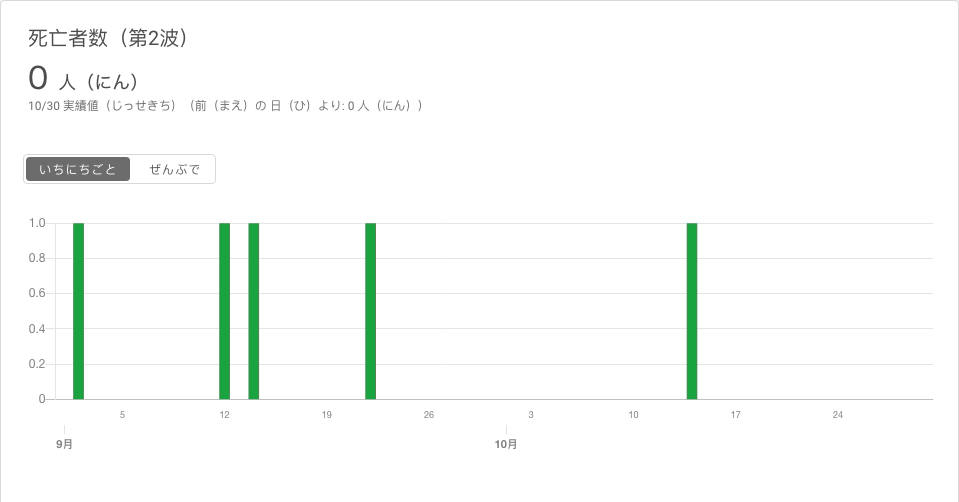 死亡者数（第2波）
0 人（にん）
10/30 実績値（じっせきち）（前（まえ）の 日（ひ）より: 0 人（にん））
いちにちごと ぜんぶで
1.0
0.8
0.6
0.4
0.2
0
5 12 19 26 3 10 17 24
9月 10月